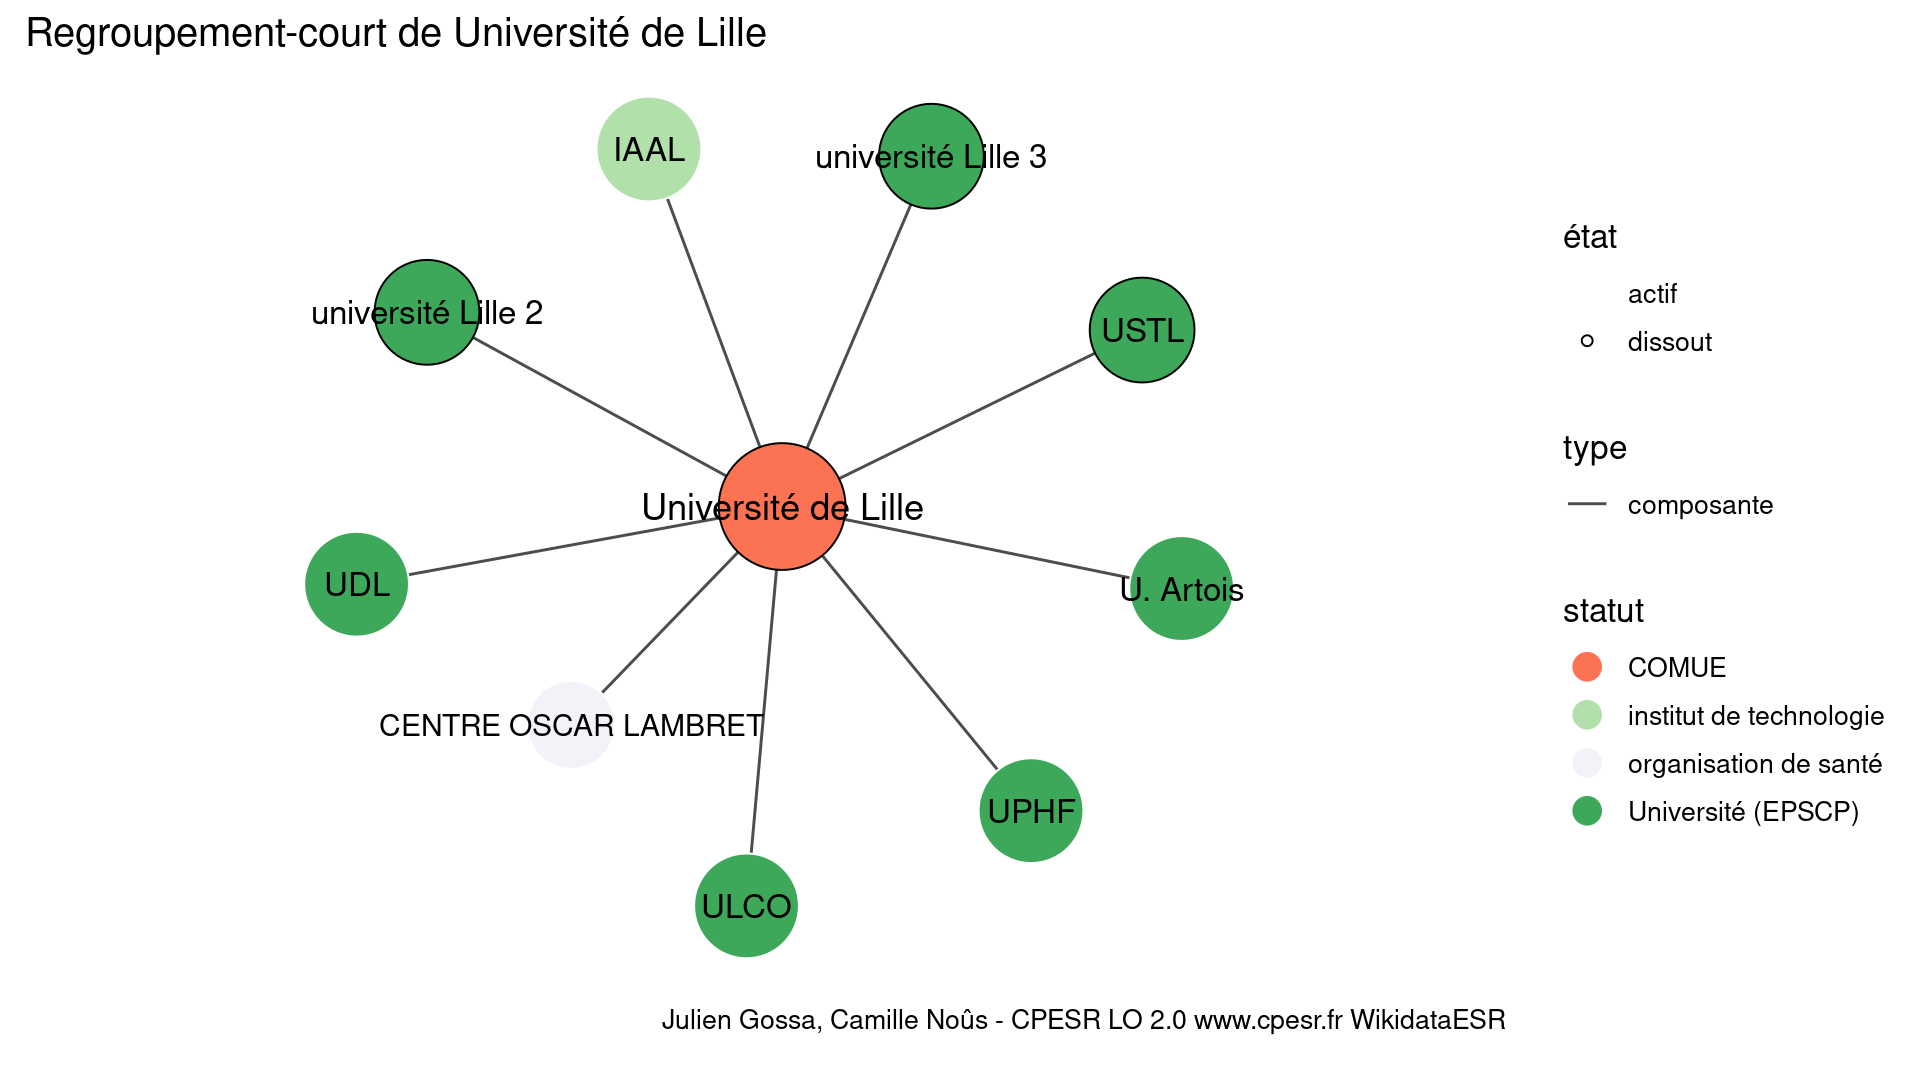 Regroupement-court de Université de Lille
IAAL
université Lille 3
université Lille 2
USTL
Université de Lille
UDL
U. Artois
CENTRE OSCAR LAMBRET
UPHF
ULCO
état
actif
dissout
type
composante
statut
COMUE
institut de technologie
organisation de santé
Université (EPSCP)
Julien Gossa, Camille Noûs - CPESR LO 2.0 www.cpesr.fr WikidataESR